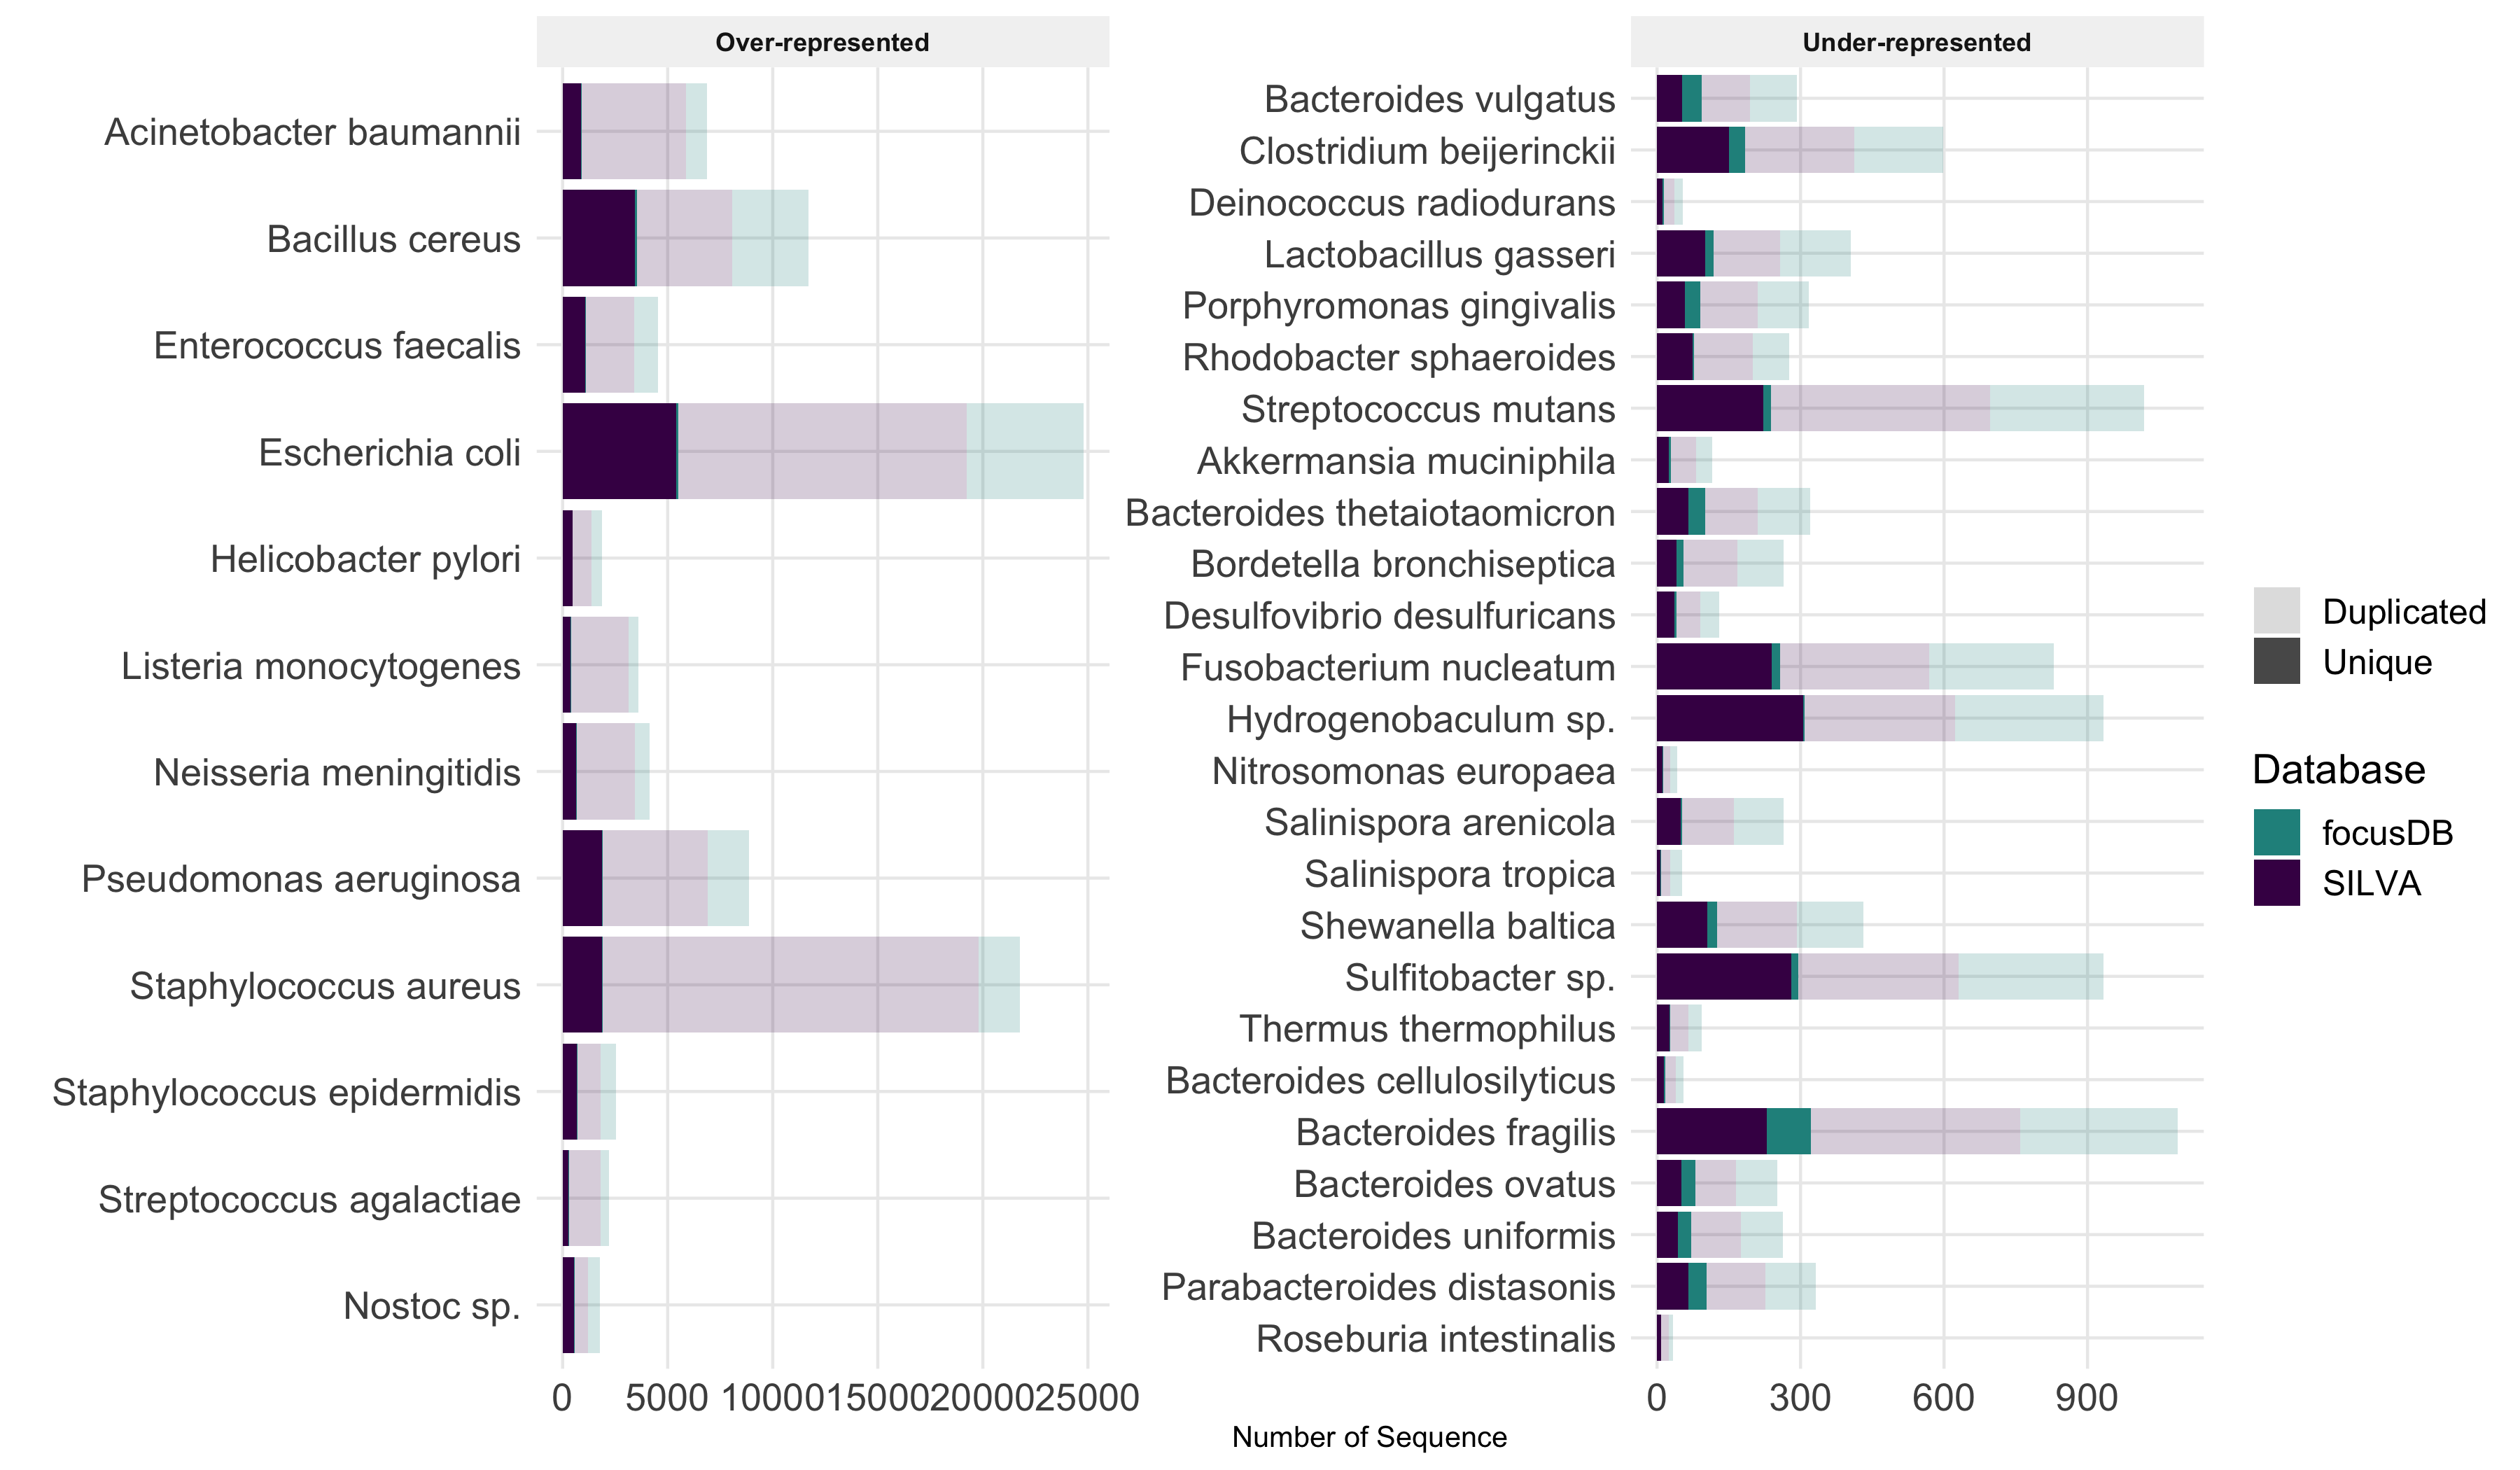 Over-represented
Acinetobacter baumannii
Bacillus cereus
Enterococcus faecalis
Escherichia coli
Helicobacter pylori
Listeria monocytogenes
Neisseria meningitidis
Pseudomonas aeruginosa
Staphylococcus aureus
Staphylococcus epidermidis
Streptococcus agalactiae
Nostoc sp.
0 5000 10000 15000 20000 25000
Under-represented
Bacteroides vulgatus
Clostridium beijerinckii
Deinococcus radiodurans
Lactobacillus gasseri
Porphyromonas gingivalis
Rhodobacter sphaeroides
Streptococcus mutans
Akkermansia muciniphila
Bacteroides thetaiotaomicron
Bordetella bronchiseptica
Desulfovibrio desulfuricans
Fusobacterium nucleatum
Hydrogenobaculum sp.
Nitrosomonas europaea
Salinispora arenicola
Salinispora tropica
Shewanella baltica
Sulfitobacter sp.
Thermus thermophilus
Bacteroides cellulosilyticus
Bacteroides fragilis
Bacteroides ovatus
Bacteroides uniformis
Parabacteroides distasonis
Roseburia intestinalis
0 300 600 900
Number of Sequence
Duplicated
Unique
Database
focusDB
SILVA